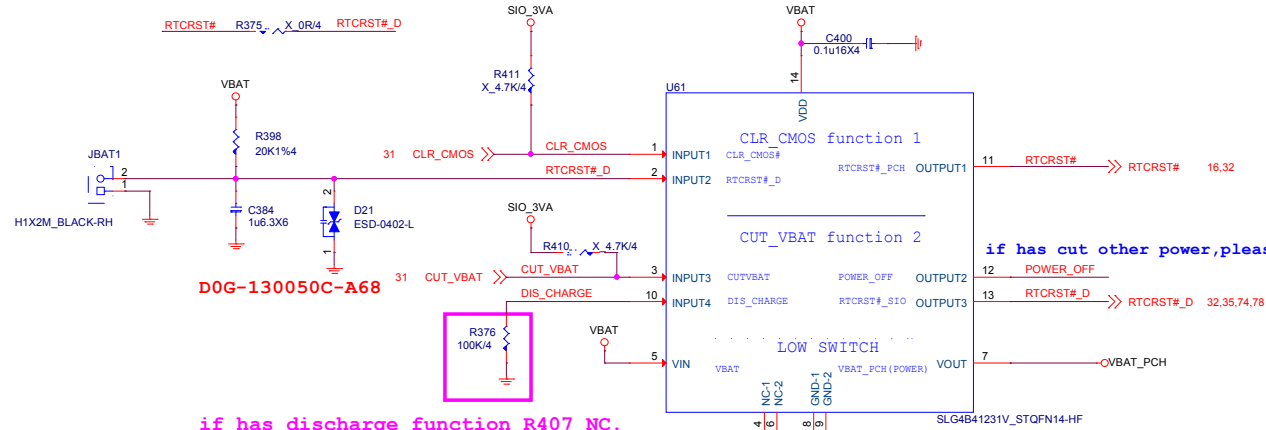 RTCRST# R375 X_0R/4 RTCRST#_D
SIO_3VA
VBAT
C400
0.1u16X4
R411
X_4.7K/4
14
U61
VDD
VBAT
R398
20K1%4
JBAT1
2
1
H1X2M_BLACK-RH
C384
1u6.3X6
2
D21
ESD-0402-L
1
D0G-130050C-A68
31 CLR_CMOS CLR_CMOS 1 INPUT1
RTCRST#_D 2 INPUT2
CLR_CMOS function 1
CLR_CMOS#
RTCRST#_D
RTCRST#_PCH OUTPUT1 11 RTCRST# RTCRST# 16,32
SIO_3VA
R410 X_4.7K/4
31 CUT_VBAT CUT_VBAT 3 INPUT3
DIS_CHARGE 10 INPUT4
CUT_VBAT function 2
CUTVBAT
DIS_CHARGE
if has cut other power,pleas
POWER_OFF OUTPUT2 12 POWER_OFF
RTCRST#_SIO OUTPUT3 13 RTCRST#_D RTCRST#_D 32,35,74,78
R376
100K/4
VBAT
5 VIN
LOW SWITCH
VBAT
VBAT_PCH(POWER) VOUT 7 VBAT_PCH
NC-1
NC-2
GND-1
GND-2
4
6
8
9
SLG4B41231V_STQFN14-HF
if has discharge function R407 NC.